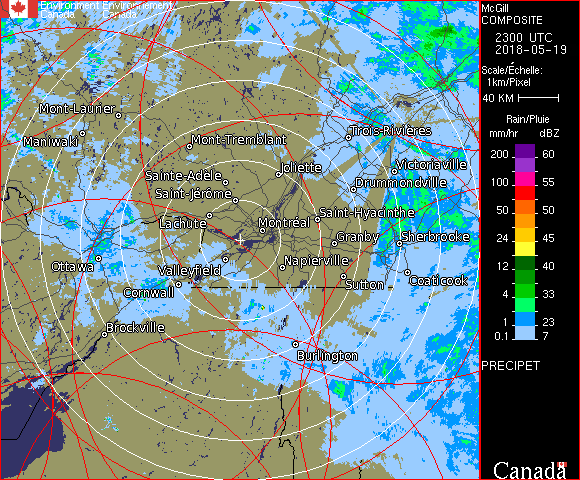 Environment Environnement
Canada Canada
McGill
COMPOSITE
2300 UTC
2018-05-19
Scale/Échelle:
1km/Pixel
40 KM
Rain/Pluie
mm/hr dBZ
200 60
100 55
50 50
24 45
12 40
4 33
1 23
0.1 7
PRECIPET
Canada
Mont-Laurier
Maniwaki
Mont-Tremblant
Trois-Rivières
Sainte-Adèle
Joliette
Victoriaville
Saint-Jérôme
Drummondville
Lachute
Montréal
Saint-Hyacinthe
Granby
Sherbrooke
Ottawa
Valleyfield
Napierville
Cornwall
Sutton
Coaticook
Brockville
Burlington